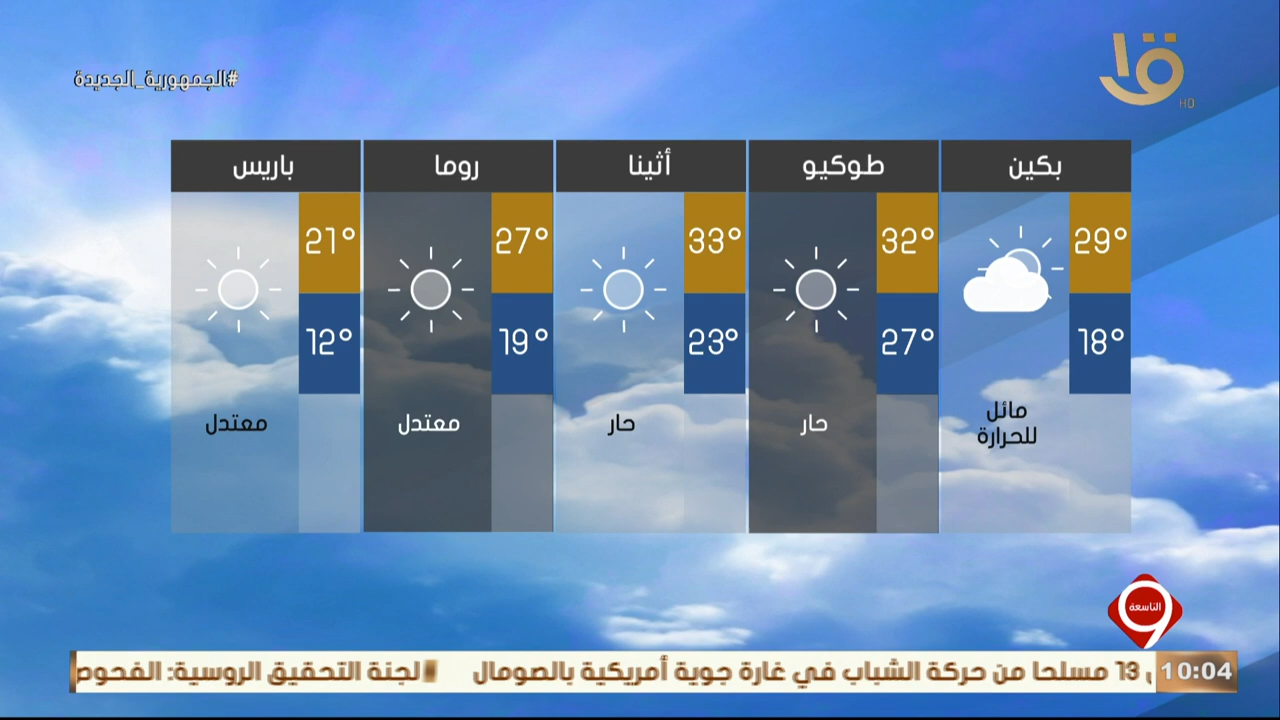 #الجمهورية_الجديدة
HD
بكين
29°
18°
مائل
للحرارة
طوكيو
32°
27°
حار
أثينا
33°
23°
حار
روما
27°
19°
معتدل
باريس
21°
12°
معتدل
التاسعة
9
10:04
13 مسلحا من حركة الشباب في غارة جوية أمريكية بالصومال لجنة التحقيق الروسية: